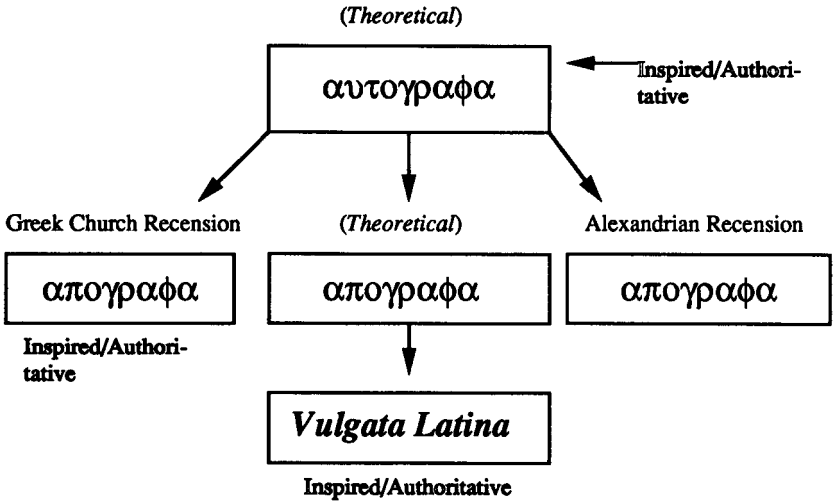 (Theoretical)
αυτογραφα
Inspired/Authori-
tative
Greek Church Recension
(Theoretical)
Alexandrian Recension
απογραφα
απογραφα
απογραφα
Inspired/Authori-
tative
Vulgata Latina
Inspired/Authoritative